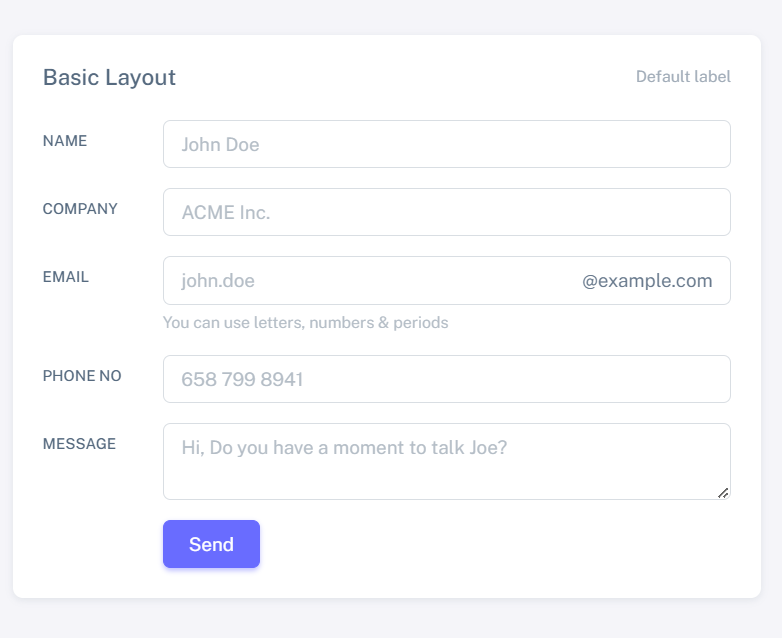 Basic Layout
Default label
NAME
John Doe
COMPANY
ACME Inc.
EMAIL
john.doe
@example.com
You can use letters, numbers & periods
PHONE NO
658 799 8941
MESSAGE
Hi, Do you have a moment to talk Joe?
Send